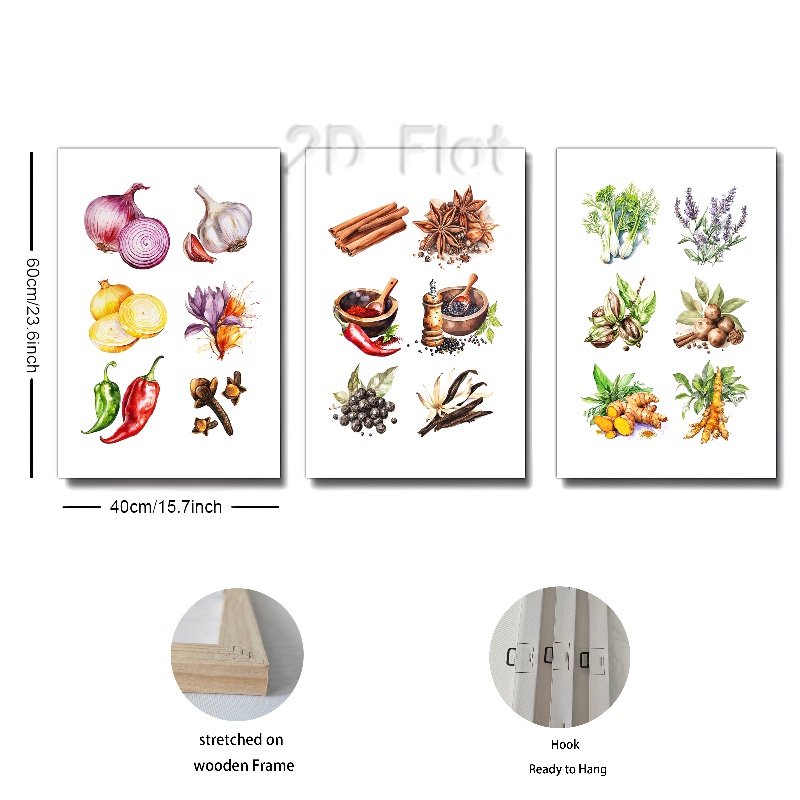 2D Flat
60cm/23.6inch
40cm/15.7inch
stretched on
wooden Frame
Hook
Ready to Hang